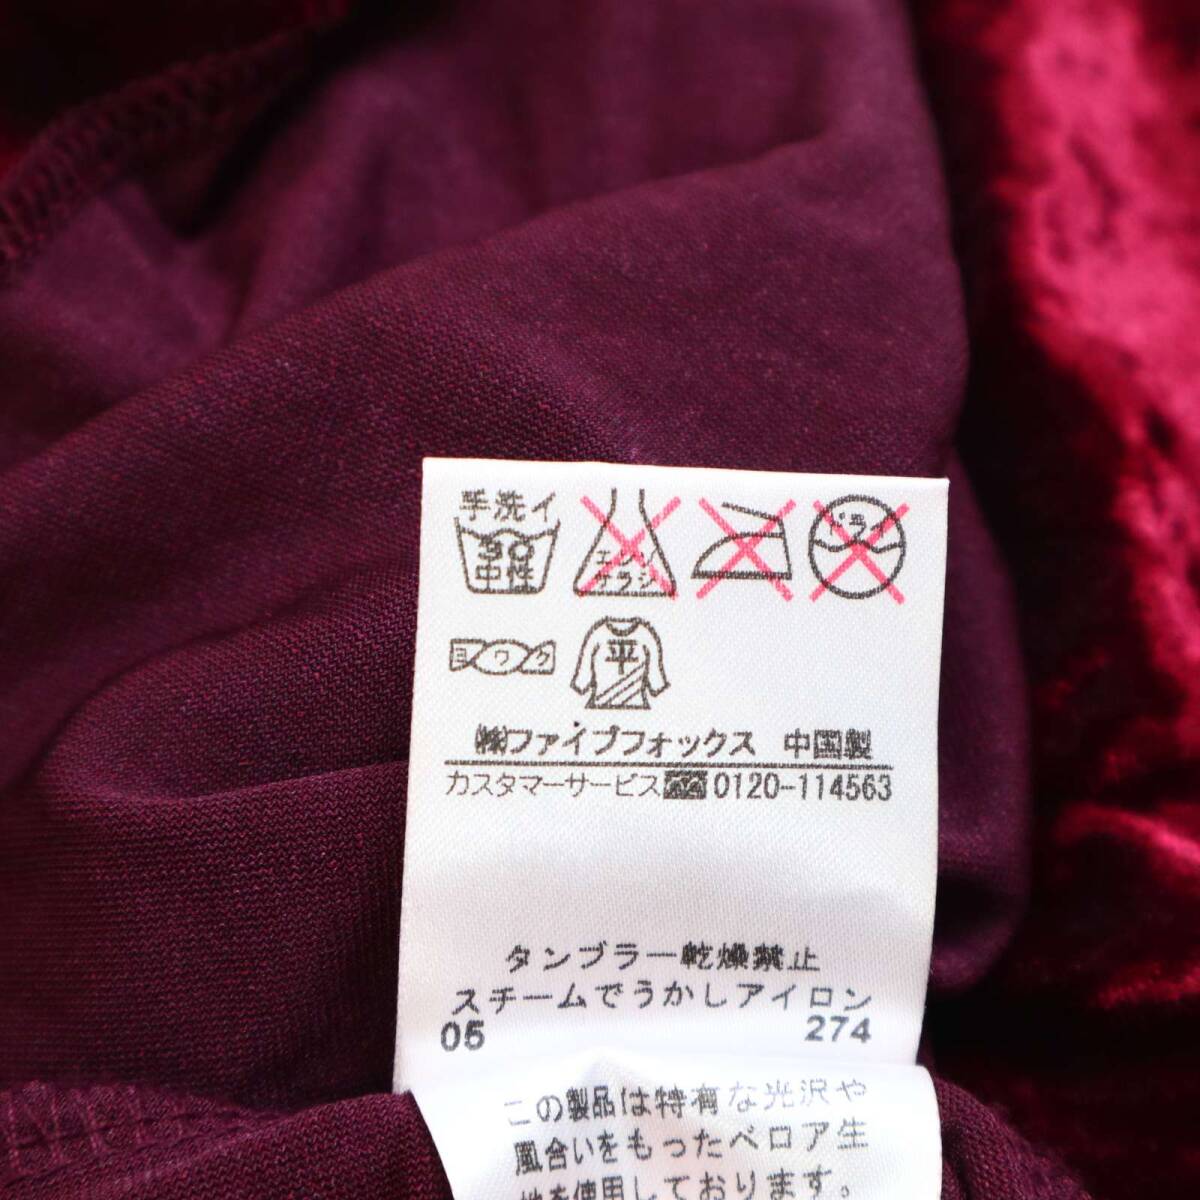 手洗イ
30
中性
エンソ
サラシ
ドライ
ヨワク
平
㈱ファイブフォックス 中国製
カスタマーサービス 0120-114563
タンブラー乾燥禁止
スチームでうかしアイロン
05 274
この製品は特有な光沢や
風合いをもったベロア生
地を使用しております。